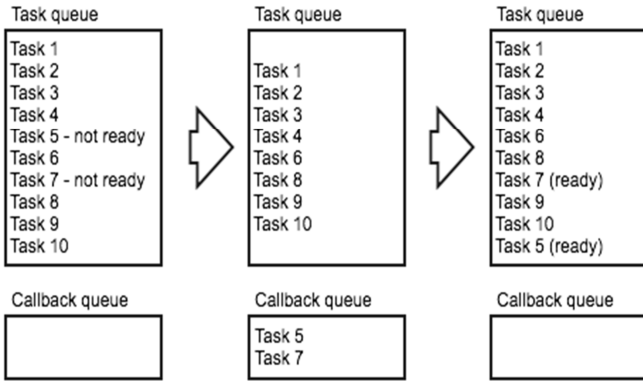 Task queue
Task 1
Task 2
Task 3
Task 4
Task 5 - not ready
Task 6
Task 7 - not ready
Task 8
Task 9
Task 10
Callback queue
Task queue
Task 1
Task 2
Task 3
Task 4
Task 6
Task 8
Task 9
Task 10
Callback queue
Task 5
Task 7
Task queue
Task 1
Task 2
Task 3
Task 4
Task 6
Task 8
Task 7 (ready)
Task 9
Task 10
Task 5 (ready)
Callback queue